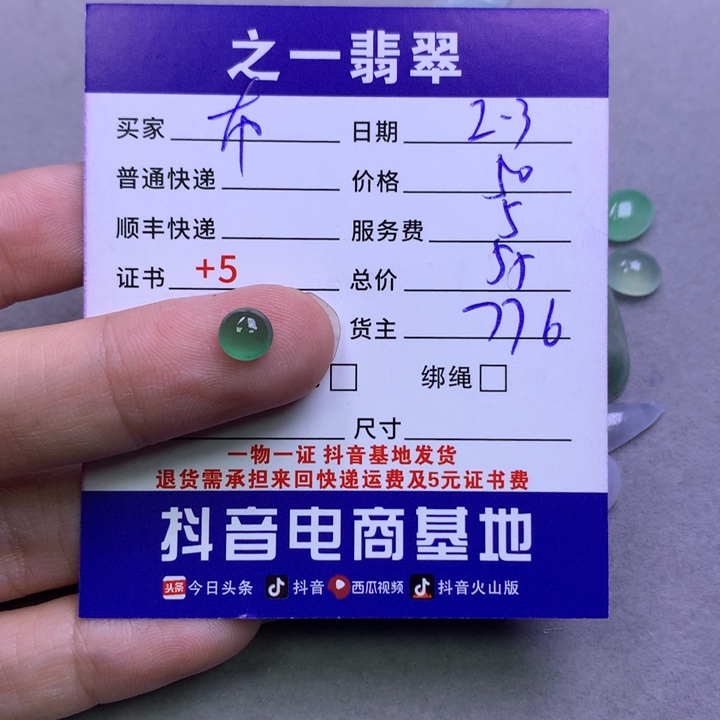 之一翡翠
买家 布 日期 2-3
普通快递 价格 50
顺丰快递 服务费 5
证书 +5 总价 55
货主 776
绑绳
尺寸
一物一证 抖音基地发货
退货需承担来回快递运费及5元证书费
抖音电商基地
头条 今日头条 抖音 西瓜视频 抖音火山版